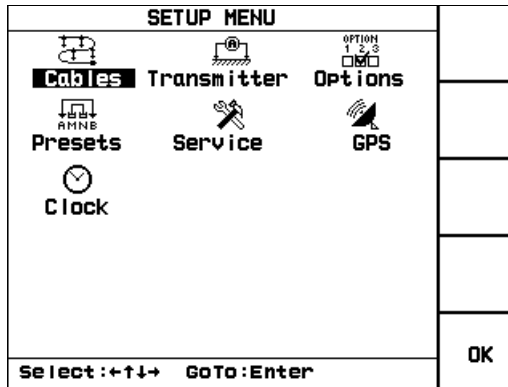 SETUP MENU
OPTION
1 2 3
Cables Transmitter Options
A
AMNB
Presets Service GPS
Clock
OK
Select:←↑↓→ GoTo:Enter